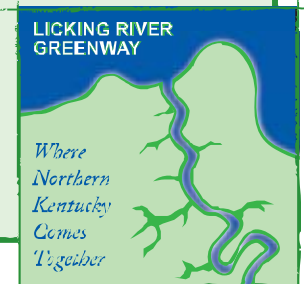 LICKING RIVER
GREENWAY
Where
Northern
Kentucky
Comes
Together